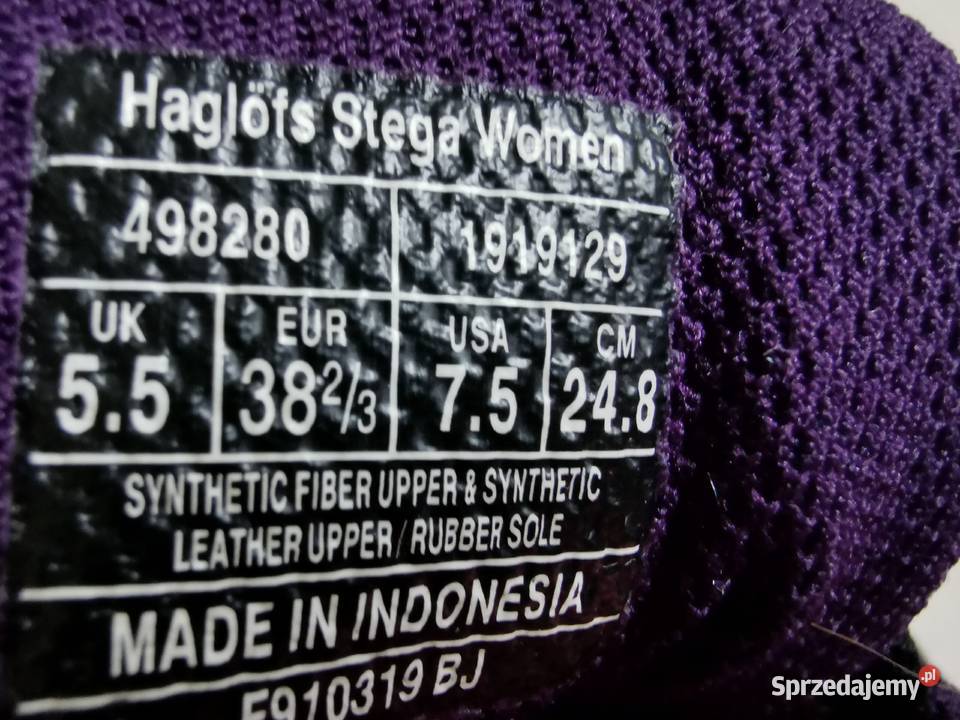 Haglöfs Stega Women
498280 1919129
UK EUR USA CM
5.5 38 2/3 7.5 24.8
SYNTHETIC FIBER UPPER & SYNTHETIC
LEATHER UPPER / RUBBER SOLE
MADE IN INDONESIA
F910319 BJ
Sprzedajemy.pl